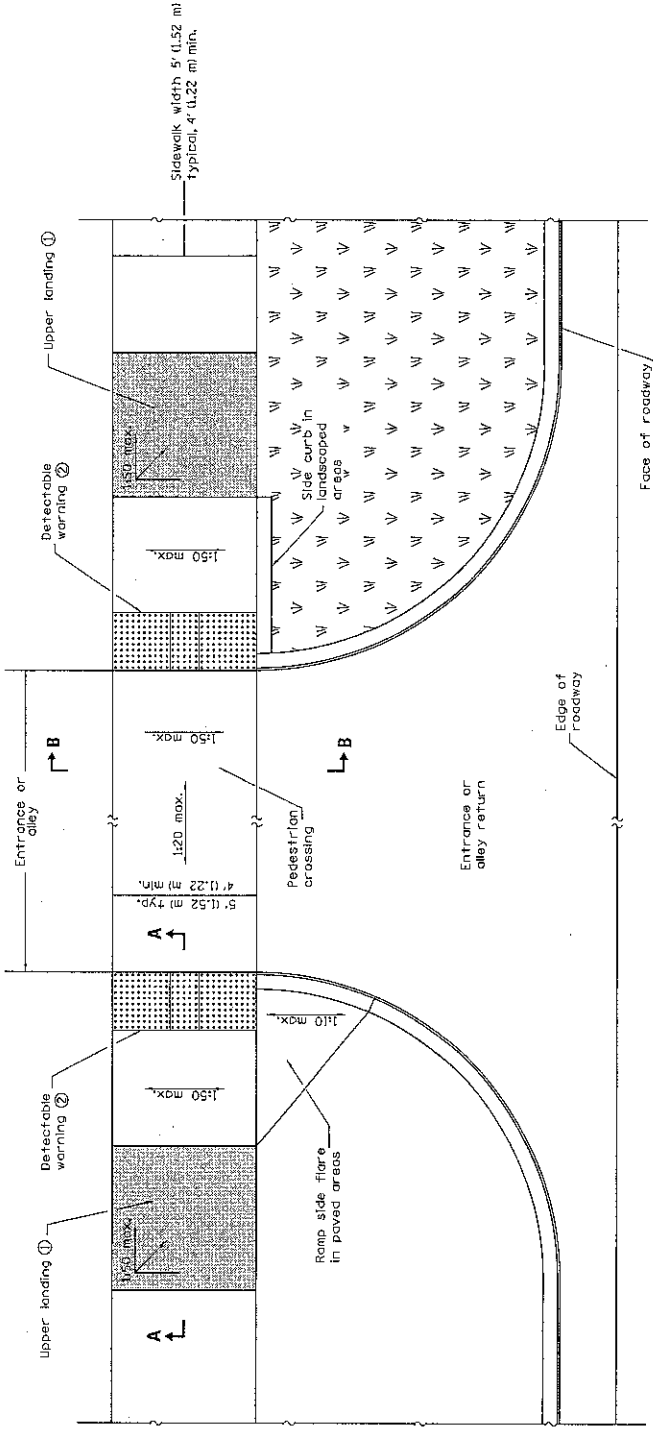 Sidewalk width 5' (1.52 m)
typical, 4' (1.22 m) min.
Upper landing ①
1:50 max.
Detectable
warning ②
1:50 max.
Side curb in
landscaped
areas
Face of roadway
Entrance or
alley
B
1:50 max.
B
1:20 max.
Pedestrian
crossing
Edge of
roadway
Entrance or
alley return
5' (1.52 m) typ.
4' (1.22 m) min.
A
Detectable
warning ②
1:50 max.
1:10 max.
Ramp side flare
in paved areas
Upper landing ①
1:50 max.
A